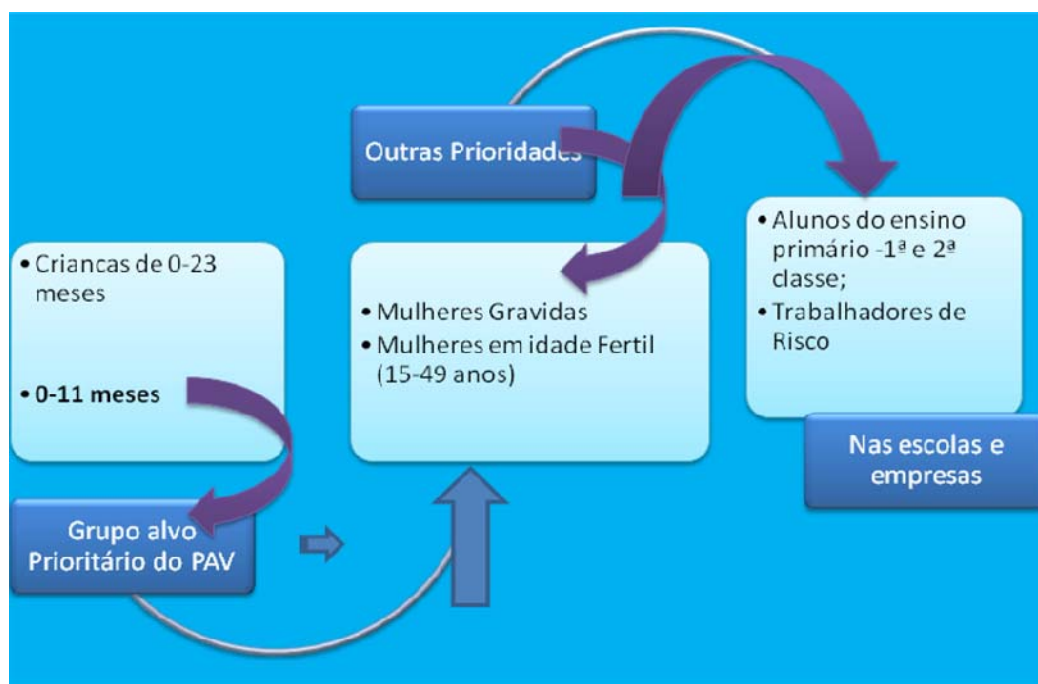 Outras Prioridades
• Criancas de 0-23
meses
• 0-11 meses
Grupo alvo
Prioritário do PAV
• Mulheres Gravidas
• Mulheres em idade Fertil
(15-49 anos)
• Alunos do ensino
primário -1ª e 2ª
classe;
• Trabalhadores de
Risco
Nas escolas e
empresas